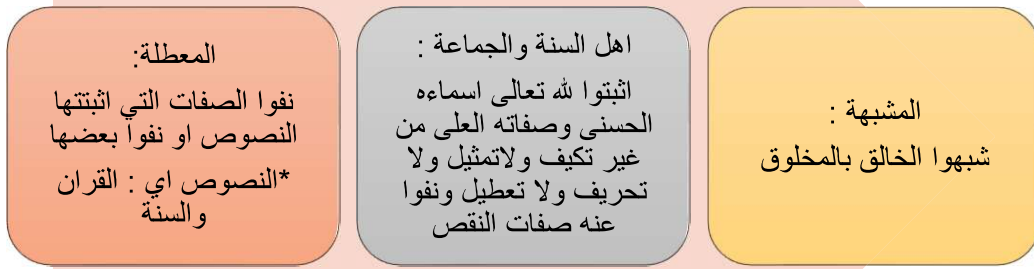 المشبهة :
شبهوا الخالق بالمخلوق
اهل السنة والجماعة :
اثبتوا لله تعالى اسماءه
الحسنى وصفاته العلى من
غير تكيف ولاتمثيل ولا
تحريف ولا تعطيل ونفوا
عنه صفات النقص
المعطلة:
نفوا الصفات التي اثبتتها
النصوص او نفوا بعضها
*النصوص اي : القران
والسنة